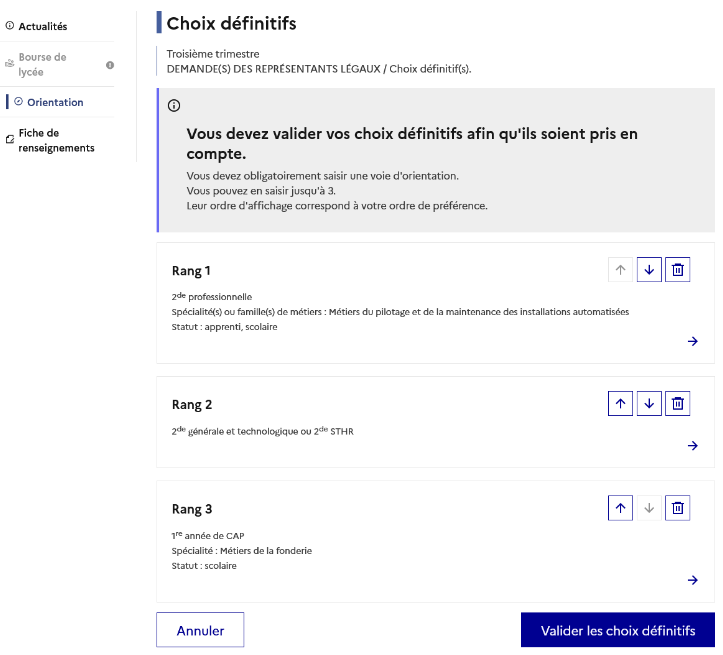 Actualités
Bourse de
lycée
Orientation
Fiche de
renseignements
Choix définitifs
Troisième trimestre
DEMANDE(S) DES REPRÉSENTANTS LÉGAUX / Choix définitif(s).
Vous devez valider vos choix définitifs afin qu'ils soient pris en
compte.
Vous devez obligatoirement saisir une voie d'orientation.
Vous pouvez en saisir jusqu'à 3.
Leur ordre d'affichage correspond à votre ordre de préférence.
Rang 1
2de professionnelle
Spécialité(s) ou famille(s) de métiers : Métiers du pilotage et de la maintenance des installations automatisées
Statut : apprenti, scolaire
Rang 2
2de générale et technologique ou 2de STHR
Rang 3
1re année de CAP
Spécialité : Métiers de la fonderie
Statut : scolaire
Annuler
Valider les choix définitifs